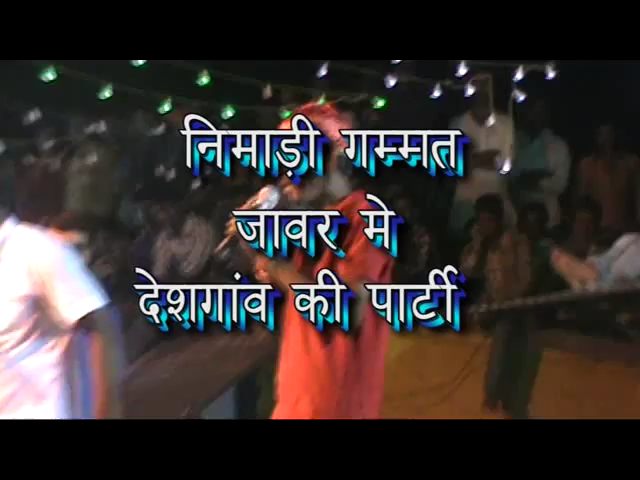 निमाड़ी गम्मत
जावर मे
देशगांव की पार्टी